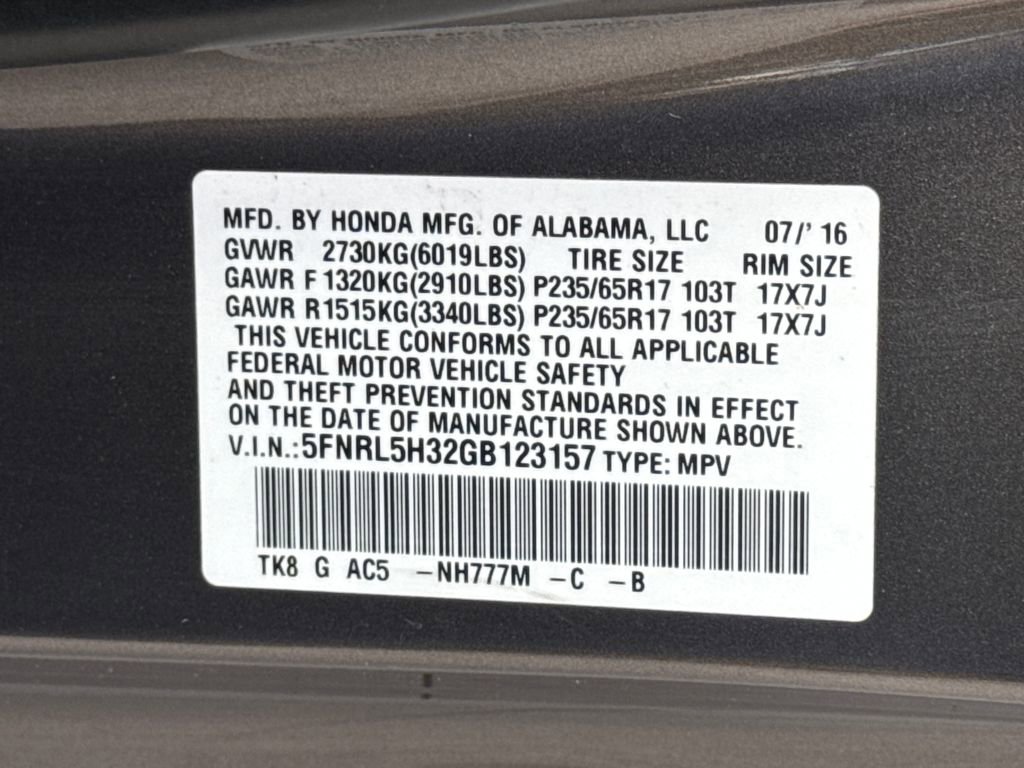 MFD. BY HONDA MFG. OF ALABAMA, LLC 07/' 16
GVWR 2730KG(6019LBS) TIRE SIZE RIM SIZE
GAWR F 1320KG(2910LBS) P235/65R17 103T 17X7J
GAWR R1515KG(3340LBS) P235/65R17 103T 17X7J
THIS VEHICLE CONFORMS TO ALL APPLICABLE
FEDERAL MOTOR VEHICLE SAFETY
AND THEFT PREVENTION STANDARDS IN EFFECT
ON THE DATE OF MANUFACTURE SHOWN ABOVE.
V.I.N.:5FNRL5H32GB123157 TYPE: MPV
TK8 G AC5 -NH777M -C -B